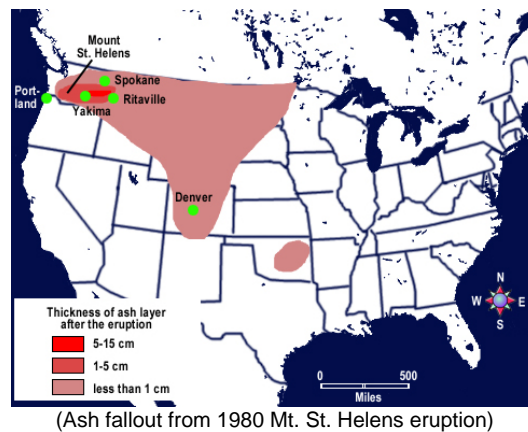 Mount
St. Helens
Spokane
Port-
land
Yakima
Ritaville
Denver
N
W
E
S
Thickness of ash layer
after the eruption
5-15 cm
1-5 cm
less than 1 cm
0
500
Miles
(Ash fallout from 1980 Mt. St. Helens eruption)